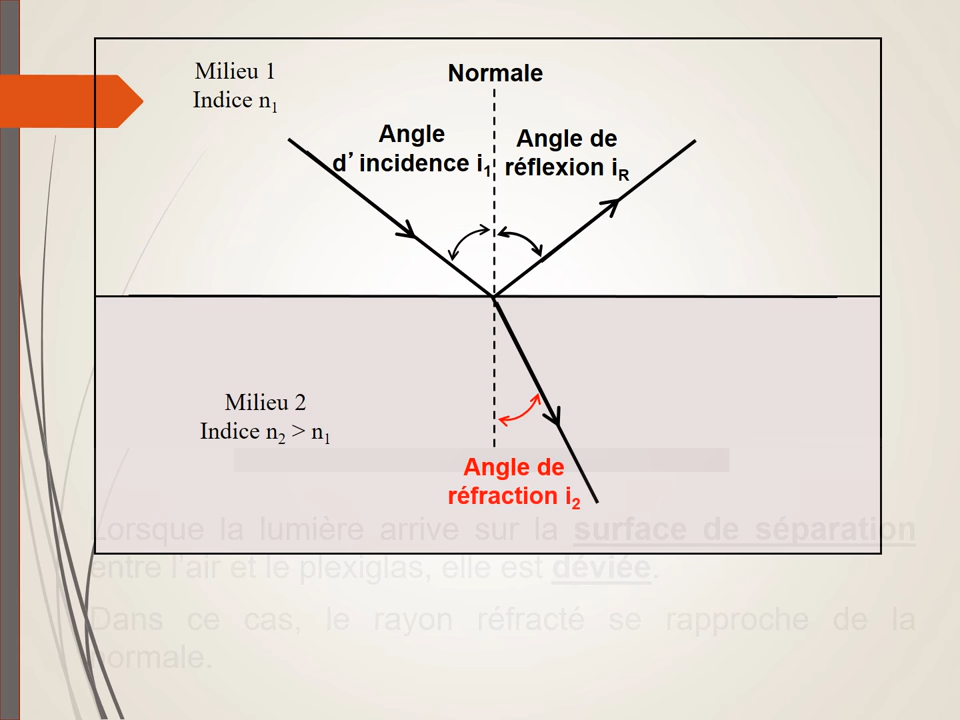 Milieu 1
Indice n₁
Normale
Angle
d’ incidence i₁
Angle de
réflexion iR
Milieu 2
Indice n₂ > n₁
Angle de
réfraction i₂
Lorsque la lumière arrive sur la surface de séparation
entre l’air et le plexiglas, elle est déviée.
Dans ce cas, le rayon réfracté se rapproche de la
normale.